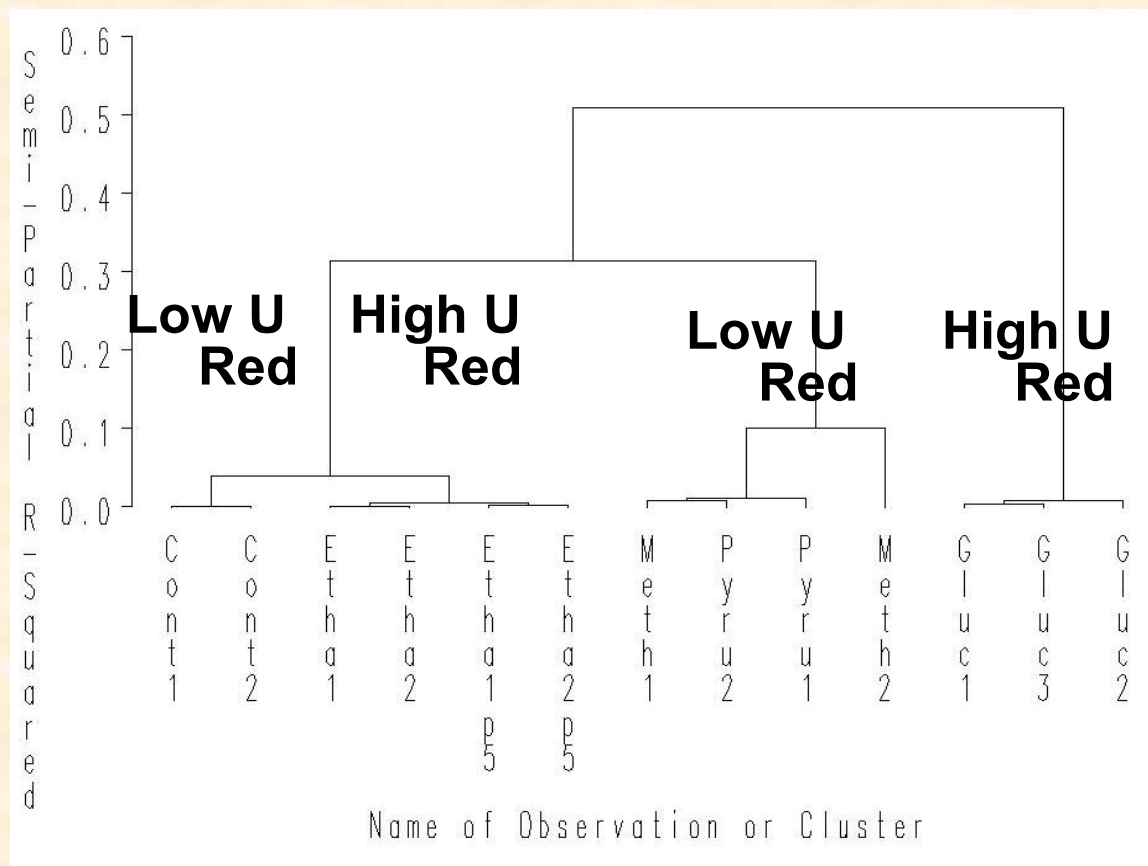 Semi-Partial R-Squared
0.6
0.5
0.4
0.3
0.2
0.1
0.0
Low U
Red
High U
Red
Low U
Red
High U
Red
Cont1
Cont2
Etha1
Etha2
Etha1p5
Etha2p5
Meth1
Pyru2
Pyru1
Meth2
Gluc1
Gluc3
Gluc2
Name of Observation or Cluster